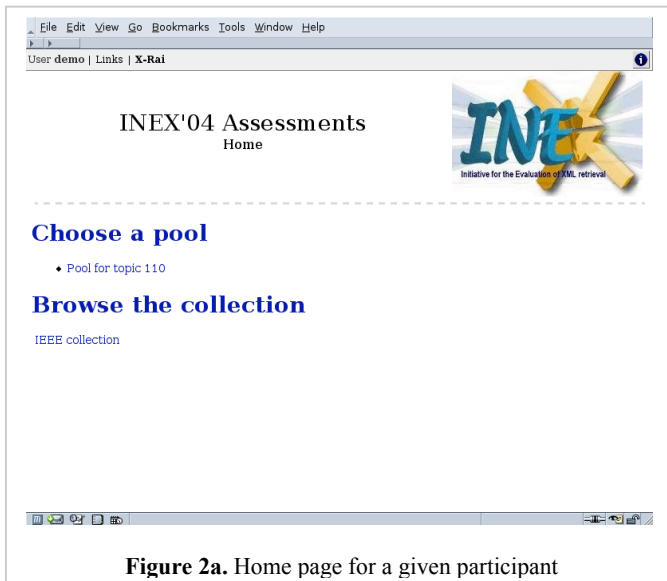 File Edit View Go Bookmarks Tools Window Help
User demo | Links | X-Rai
INEX'04 Assessments
Home
INEX
Initiative for the Evaluation of XML retrieval
Choose a pool
Pool for topic 110
Browse the collection
IEEE collection
Figure 2a. Home page for a given participant